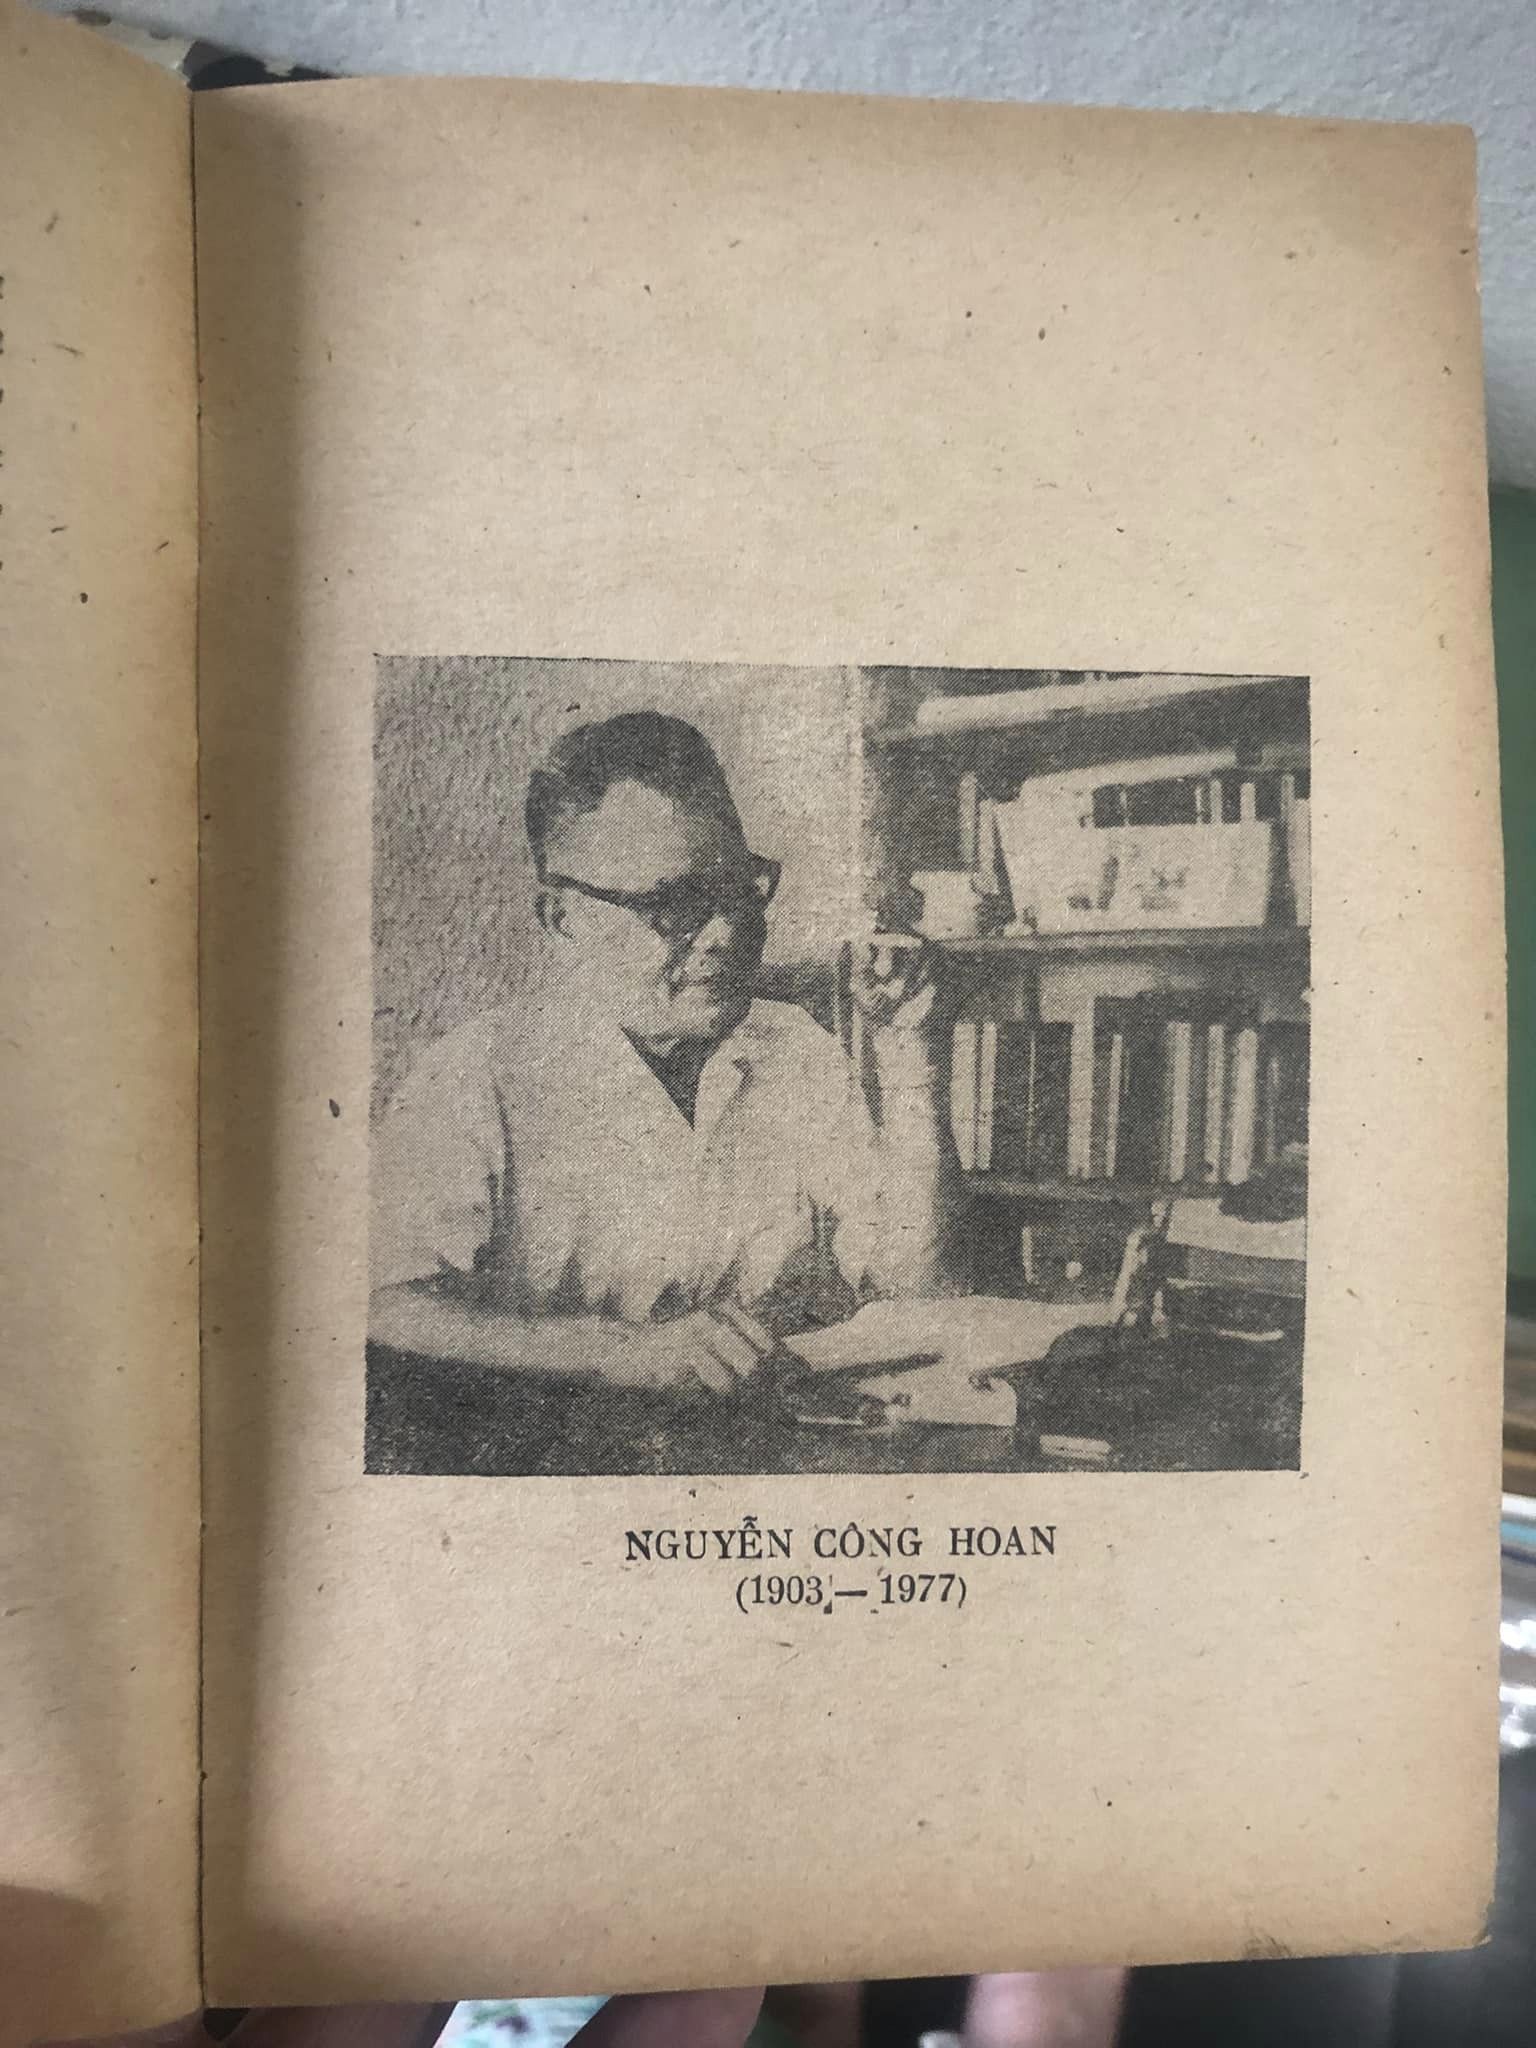 NGUYỄN CÔNG HOAN
(1903 — 1977)